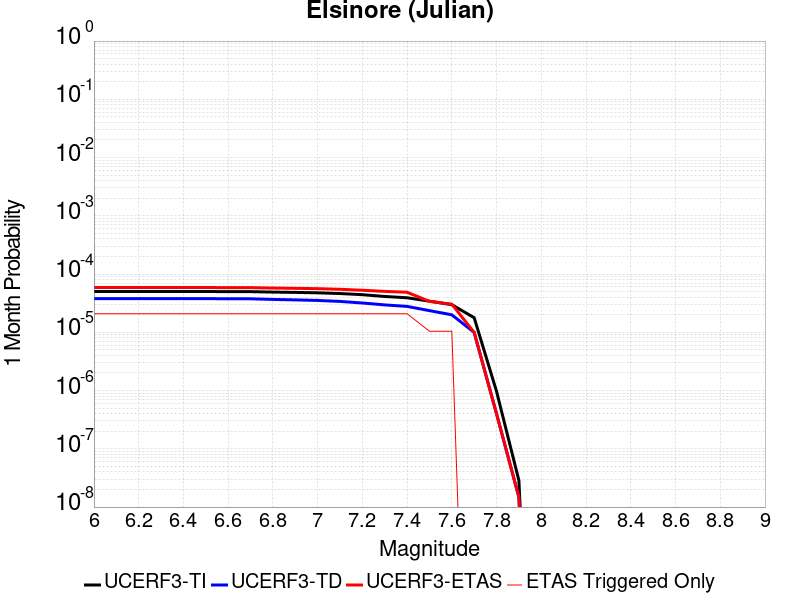 Elsinore (Julian)
10 0
10 -1
10 -2
10 -3
10 -4
10 -5
10 -6
10 -7
10 -8
1 Month Probability
6 6.2 6.4 6.6 6.8 7 7.2 7.4 7.6 7.8 8 8.2 8.4 8.6 8.8 9
Magnitude
UCERF3-TI UCERF3-TD UCERF3-ETAS ETAS Triggered Only